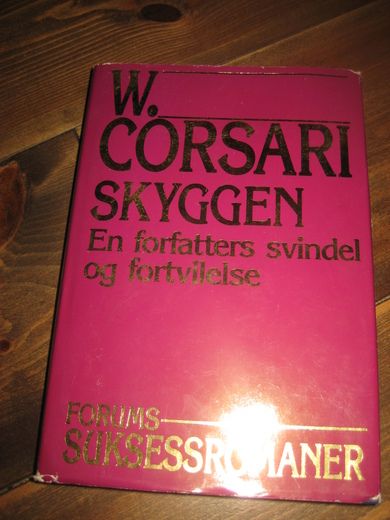 W.
CORSARI
SKYGGEN
En forfatters svindel
og fortvilelse
FORUMS
SUKSESSROMANER